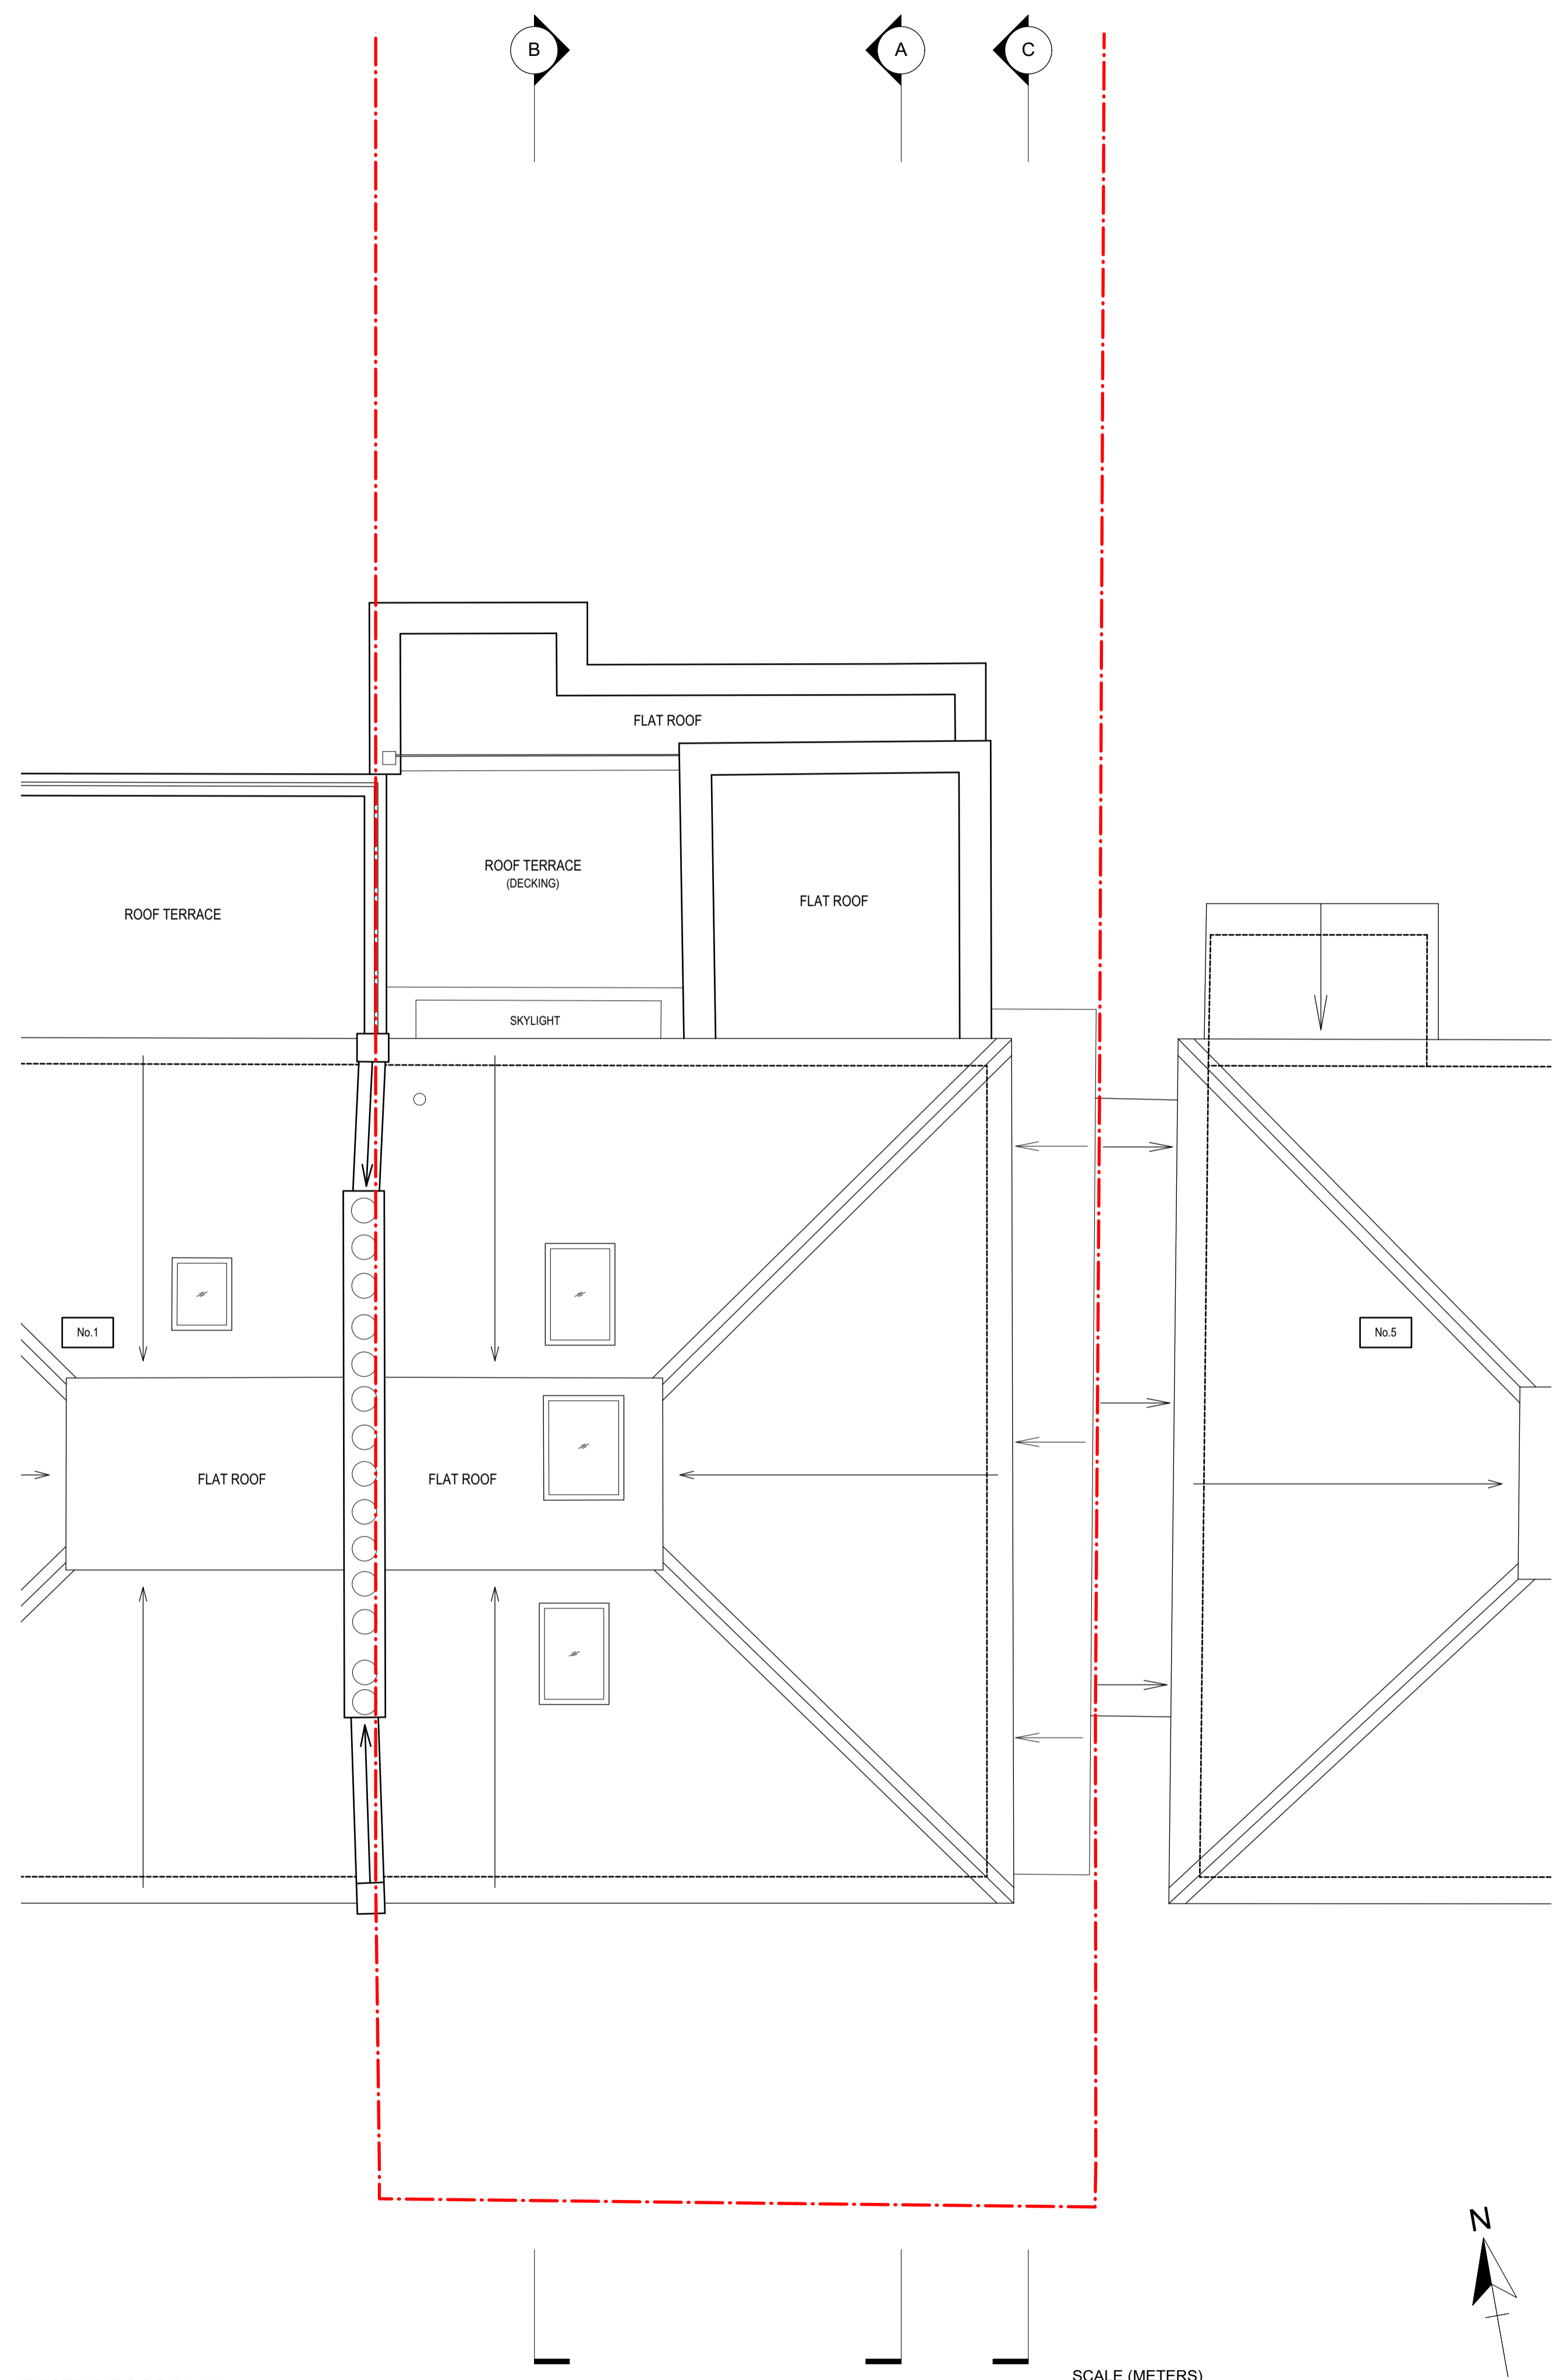 B
A
C
FLAT ROOF
ROOF TERRACE
(DECKING)
FLAT ROOF
ROOF TERRACE
SKYLIGHT
No.1
No.5
FLAT ROOF
FLAT ROOF
N
SCALE (METERS)